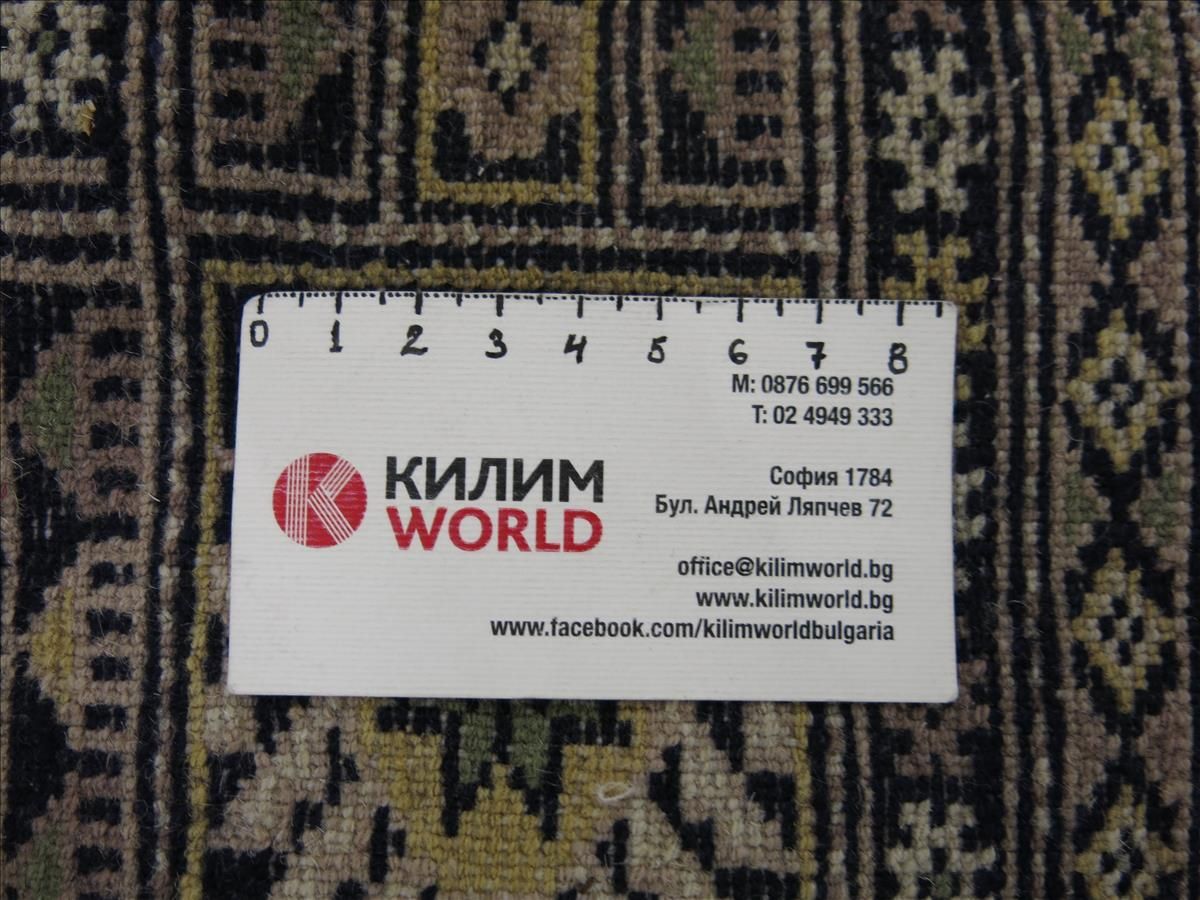 0 1 2 3 4 5 6 7 8
M: 0876 699 566
T: 02 4949 333
КИЛИМ
WORLD
София 1784
Бул. Андрей Ляпчев 72
office@kilimworld.bg
www.kilimworld.bg
www.facebook.com/kilimworldbulgaria